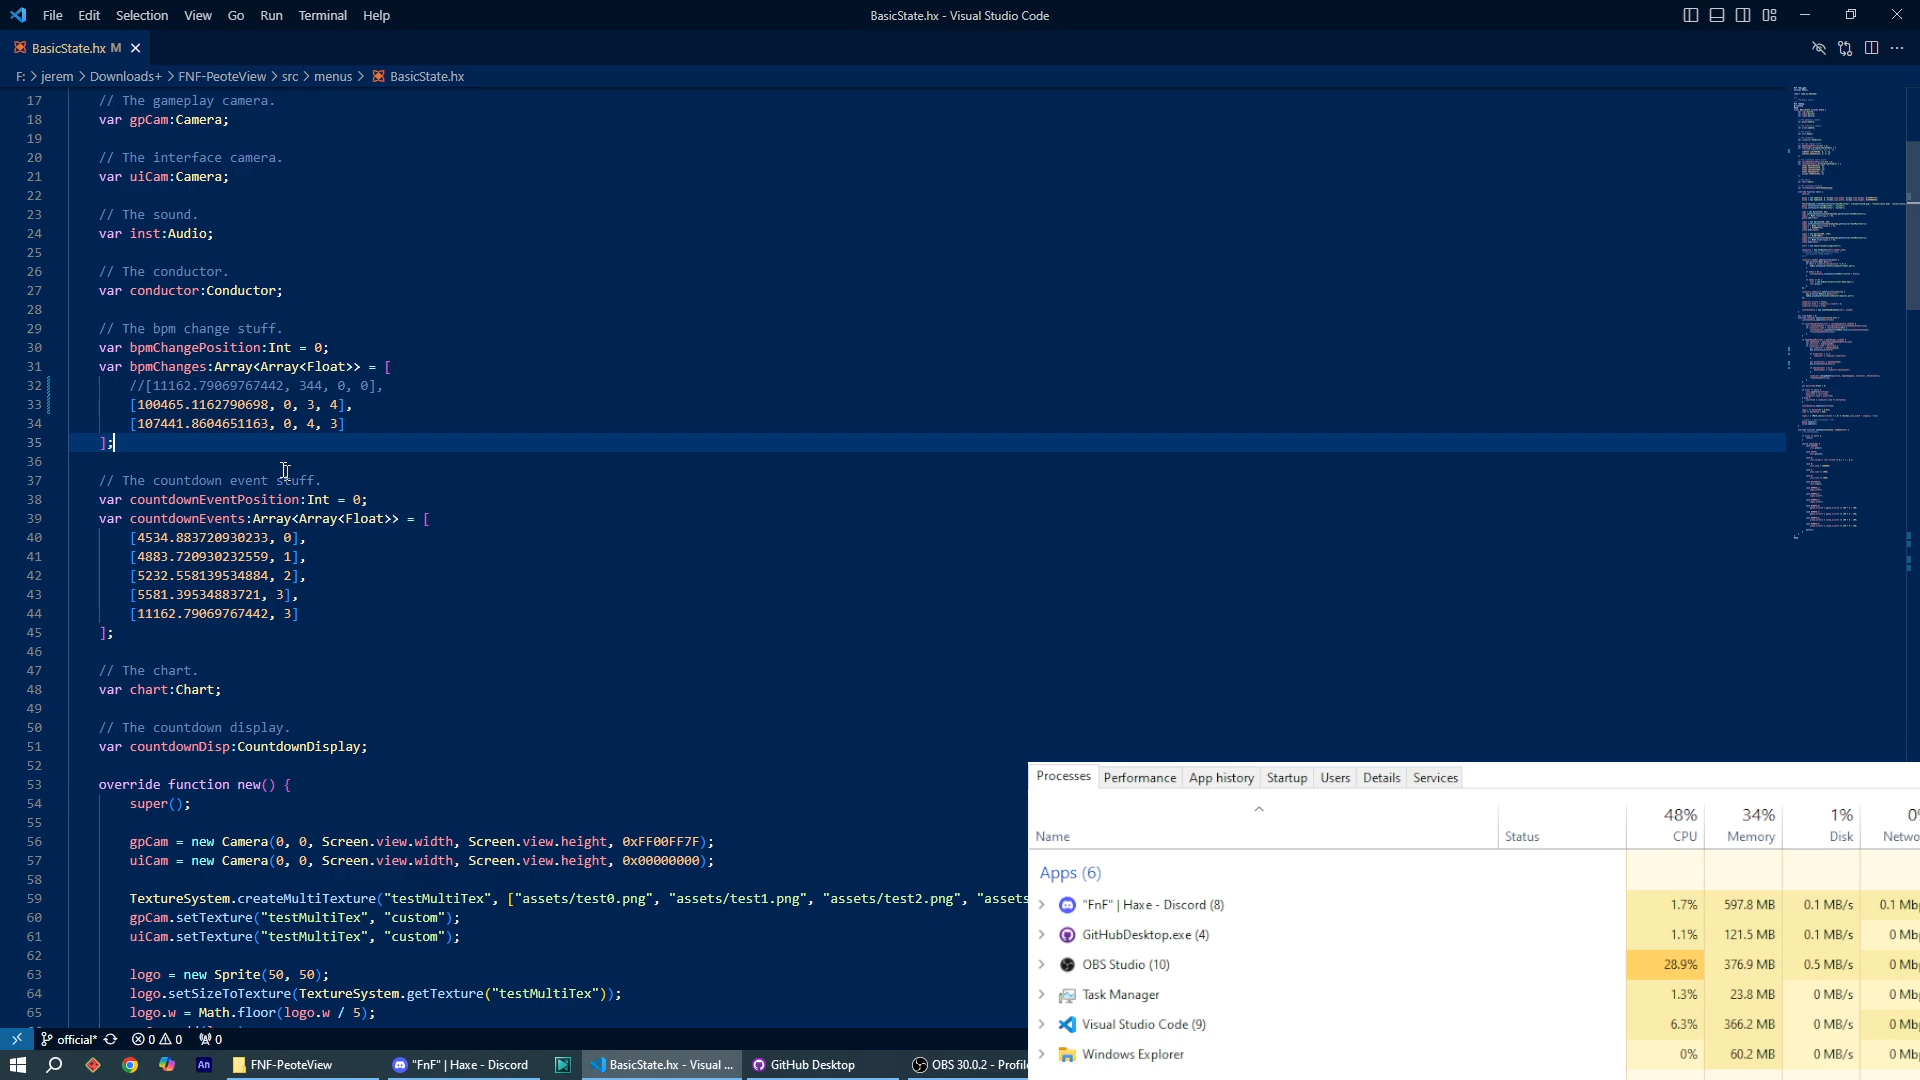 File Edit Selection View Go Run Terminal Help
BasicState.hx - Visual Studio Code
BasicState.hx M
F: > jerem > Downloads+ > FNF-PeoteView > src > menus > BasicState.hx
17 // The gameplay camera.
18 var gpCam:Camera;
19
20 // The interface camera.
21 var uiCam:Camera;
22
23 // The sound.
24 var inst:Audio;
25
26 // The conductor.
27 var conductor:Conductor;
28
29 // The bpm change stuff.
30 var bpmChangePosition:Int = 0;
31 var bpmChanges:Array<Array<Float>> = [
32 //[11162.79069767442, 344, 0, 0],
33 [100465.1162790698, 0, 3, 4],
34 [107441.8604651163, 0, 4, 3]
35 ];
36
37 // The countdown event stuff.
38 var countdownEventPosition:Int = 0;
39 var countdownEvents:Array<Array<Float>> = [
40 [4534.883720930233, 0],
41 [4883.720930232559, 1],
42 [5232.558139534884, 2],
43 [5581.39534883721, 3],
44 [11162.79069767442, 3]
45 ];
46
47 // The chart.
48 var chart:Chart;
49
50 // The countdown display.
51 var countdownDisp:CountdownDisplay;
52
53 override function new() {
54 super();
55
56 gpCam = new Camera(0, 0, Screen.view.width, Screen.view.height, 0xFF00FF7F);
57 uiCam = new Camera(0, 0, Screen.view.width, Screen.view.height, 0x00000000);
58
59 TextureSystem.createMultiTexture("testMultiTex", ["assets/test0.png", "assets/test1.png", "assets/test2.png", "assets
60 gpCam.setTexture("testMultiTex", "custom");
61 uiCam.setTexture("testMultiTex", "custom");
62
63 logo = new Sprite(50, 50);
64 logo.setSizeToTexture(TextureSystem.getTexture("testMultiTex"));
65 logo.w = Math.floor(logo.w / 5);
Processes Performance App history Startup Users Details Services
48% 34% 1% 0%
Name Status CPU Memory Disk Netwo
Apps (6)
"FnF" | Haxe - Discord (8) 1.7% 597.8 MB 0.1 MB/s 0.1 Mb
GitHubDesktop.exe (4) 1.1% 121.5 MB 0.1 MB/s 0 Mb
OBS Studio (10) 28.9% 376.9 MB 0.5 MB/s 0 Mb
Task Manager 1.3% 23.8 MB 0 MB/s 0 Mb
Visual Studio Code (9) 6.3% 366.2 MB 0 MB/s 0 Mb
Windows Explorer 0% 60.2 MB 0 MB/s 0 Mb
official* 0 0 0
An FNF-PeoteView "FnF" | Haxe - Discord BasicState.hx - Visual ... GitHub Desktop OBS 30.0.2 - Profil